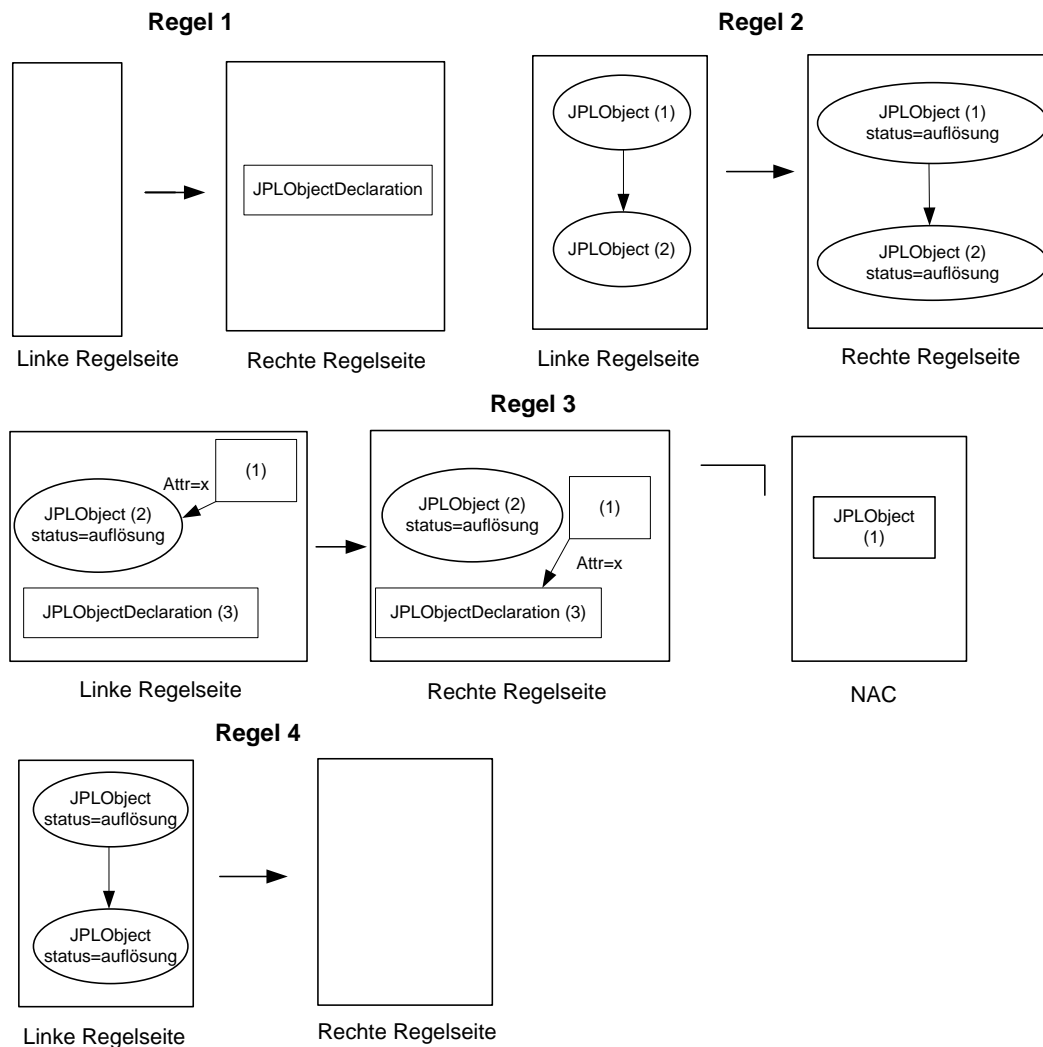 Regel 1
JPLObjectDeclaration
Linke Regelseite
Rechte Regelseite
Regel 2
JPLObject (1)
JPLObject (2)
JPLObject (1)
status=auflösung
JPLObject (2)
status=auflösung
Linke Regelseite
Rechte Regelseite
Regel 3
(1)
Attr=x
JPLObject (2)
status=auflösung
JPLObjectDeclaration (3)
JPLObject (2)
status=auflösung
(1)
Attr=x
JPLObjectDeclaration (3)
JPLObject
(1)
Linke Regelseite
Rechte Regelseite
NAC
Regel 4
JPLObject
status=auflösung
JPLObject
status=auflösung
Linke Regelseite
Rechte Regelseite